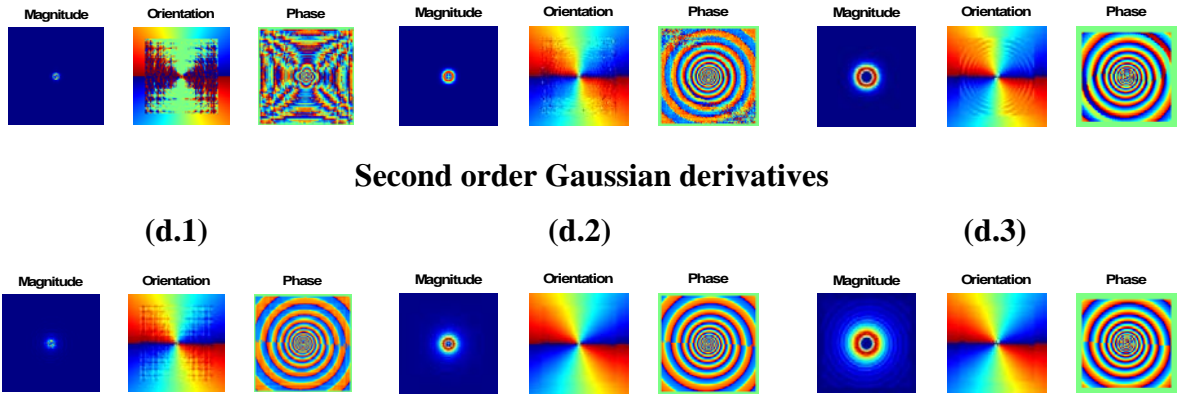 Magnitude Orientation Phase Magnitude Orientation Phase Magnitude Orientation Phase
Second order Gaussian derivatives
(d.1) (d.2) (d.3)
Magnitude Orientation Phase Magnitude Orientation Phase Magnitude Orientation Phase